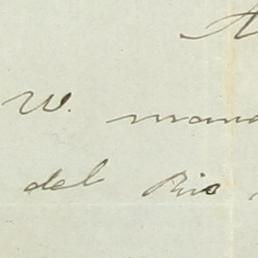 A
W. mand
del Rio